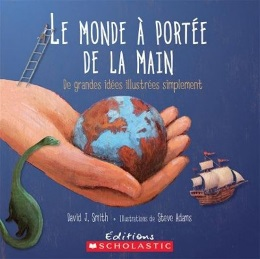 LE MONDE À PORTÉE
DE LA MAIN
De grandes idées illustrées simplement
David J. Smith • Illustrations de Steve Adams
Éditions
SCHOLASTIC